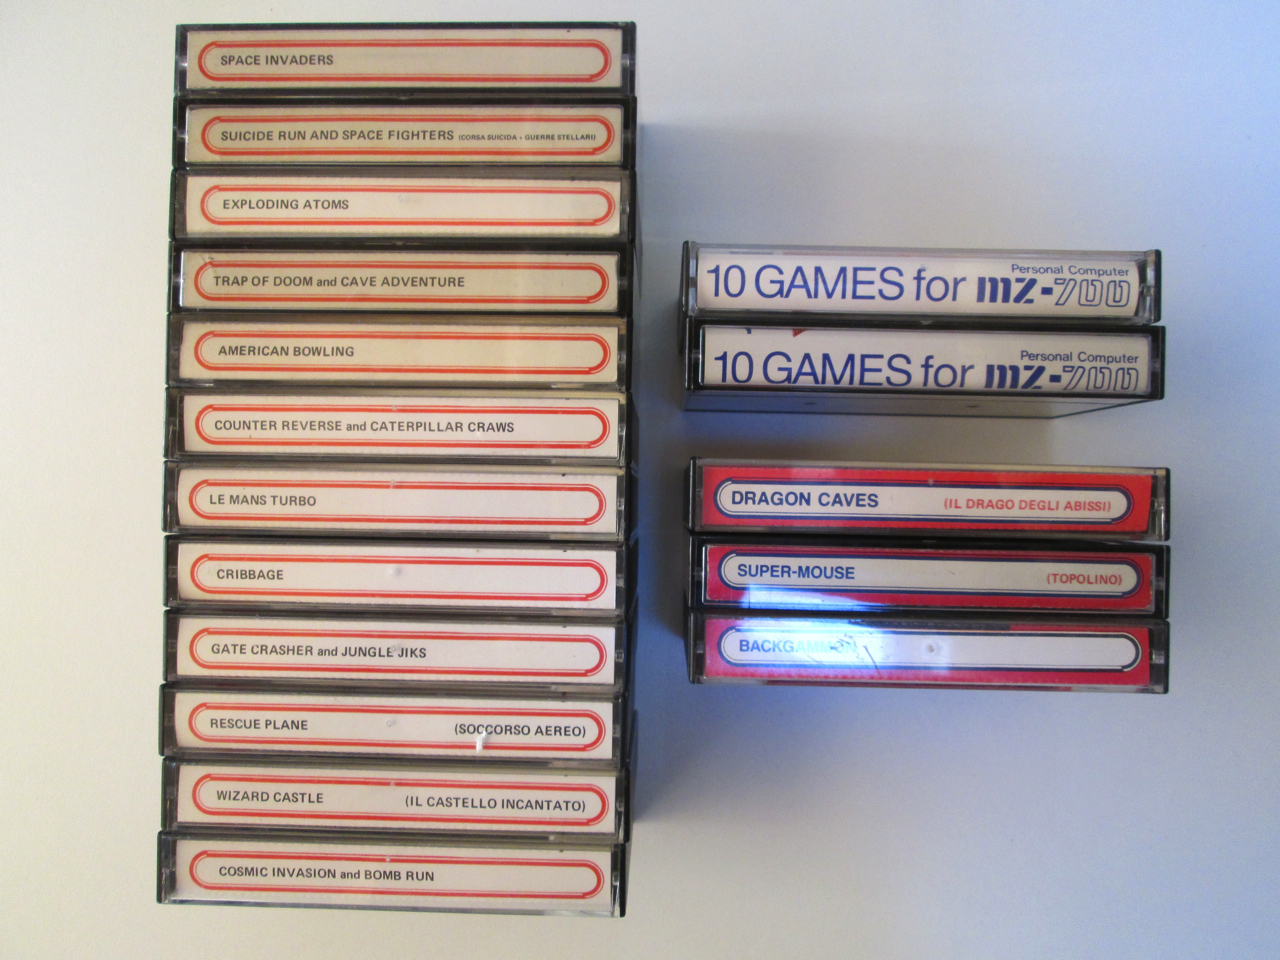 SPACE INVADERS
SUICIDE RUN AND SPACE FIGHTERS (CORSA SUICIDA - GUERRE STELLARI)
EXPLODING ATOMS
TRAP OF DOOM and CAVE ADVENTURE
AMERICAN BOWLING
COUNTER REVERSE and CATERPILLAR CRAWS
LE MANS TURBO
CRIBBAGE
GATE CRASHER and JUNGLE JIKS
RESCUE PLANE (SOCCORSO AEREO)
WIZARD CASTLE (IL CASTELLO INCANTATO)
COSMIC INVASION and BOMB RUN
Personal Computer
10 GAMES for mz-700
Personal Computer
10 GAMES for mz-700
DRAGON CAVES (IL DRAGO DEGLI ABISSI)
SUPER-MOUSE (TOPOLINO)
BACKGAMMON